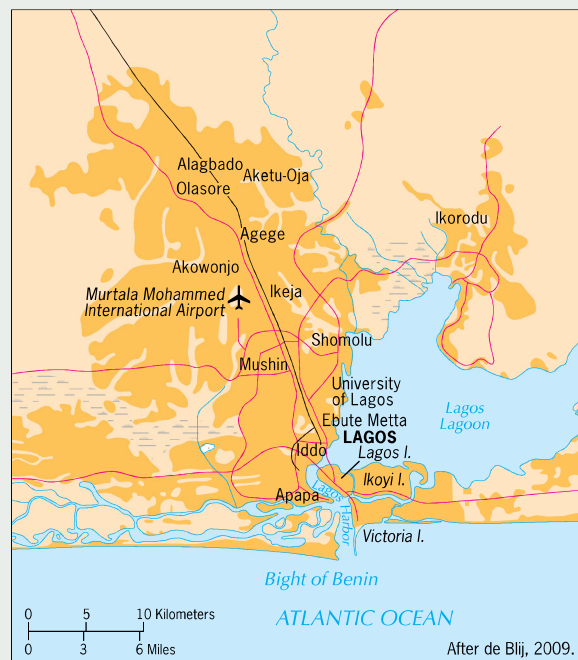 Alagbado
Aketu-Oja
Olasore
Ikorodu
Agege
Akowonjo
Murtala Mohammed
International Airport
Ikeja
Shomolu
Mushin
University
of Lagos
Lagos
Lagoon
Ebute Metta
LAGOS
Iddo
Lagos I.
Ikoyi I.
Apapa
Lagos
Harbor
Victoria I.
Bight of Benin
ATLANTIC OCEAN
0 5 10 Kilometers
0 3 6 Miles
After de Blij, 2009.